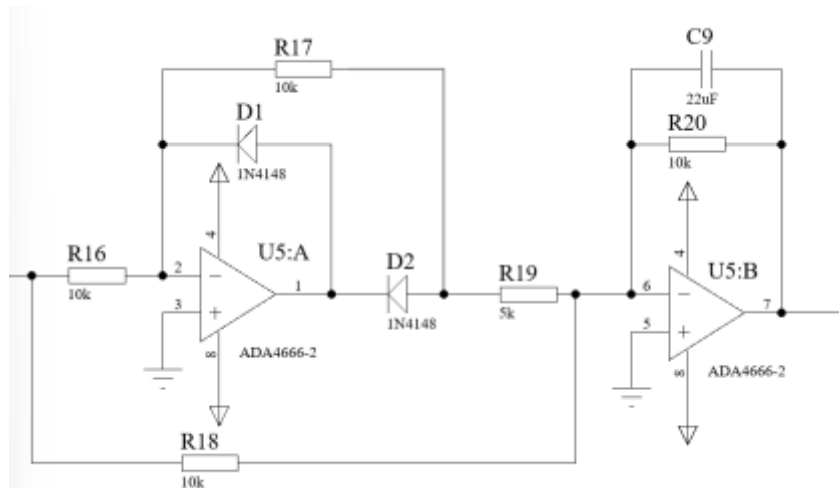 R17
10k
C9
22uF
D1
1N4148
R20
10k
R16
10k
4
2
3
8
U5:A
1
ADA4666-2
D2
1N4148
R19
5k
4
6
5
8
U5:B
7
ADA4666-2
R18
10k